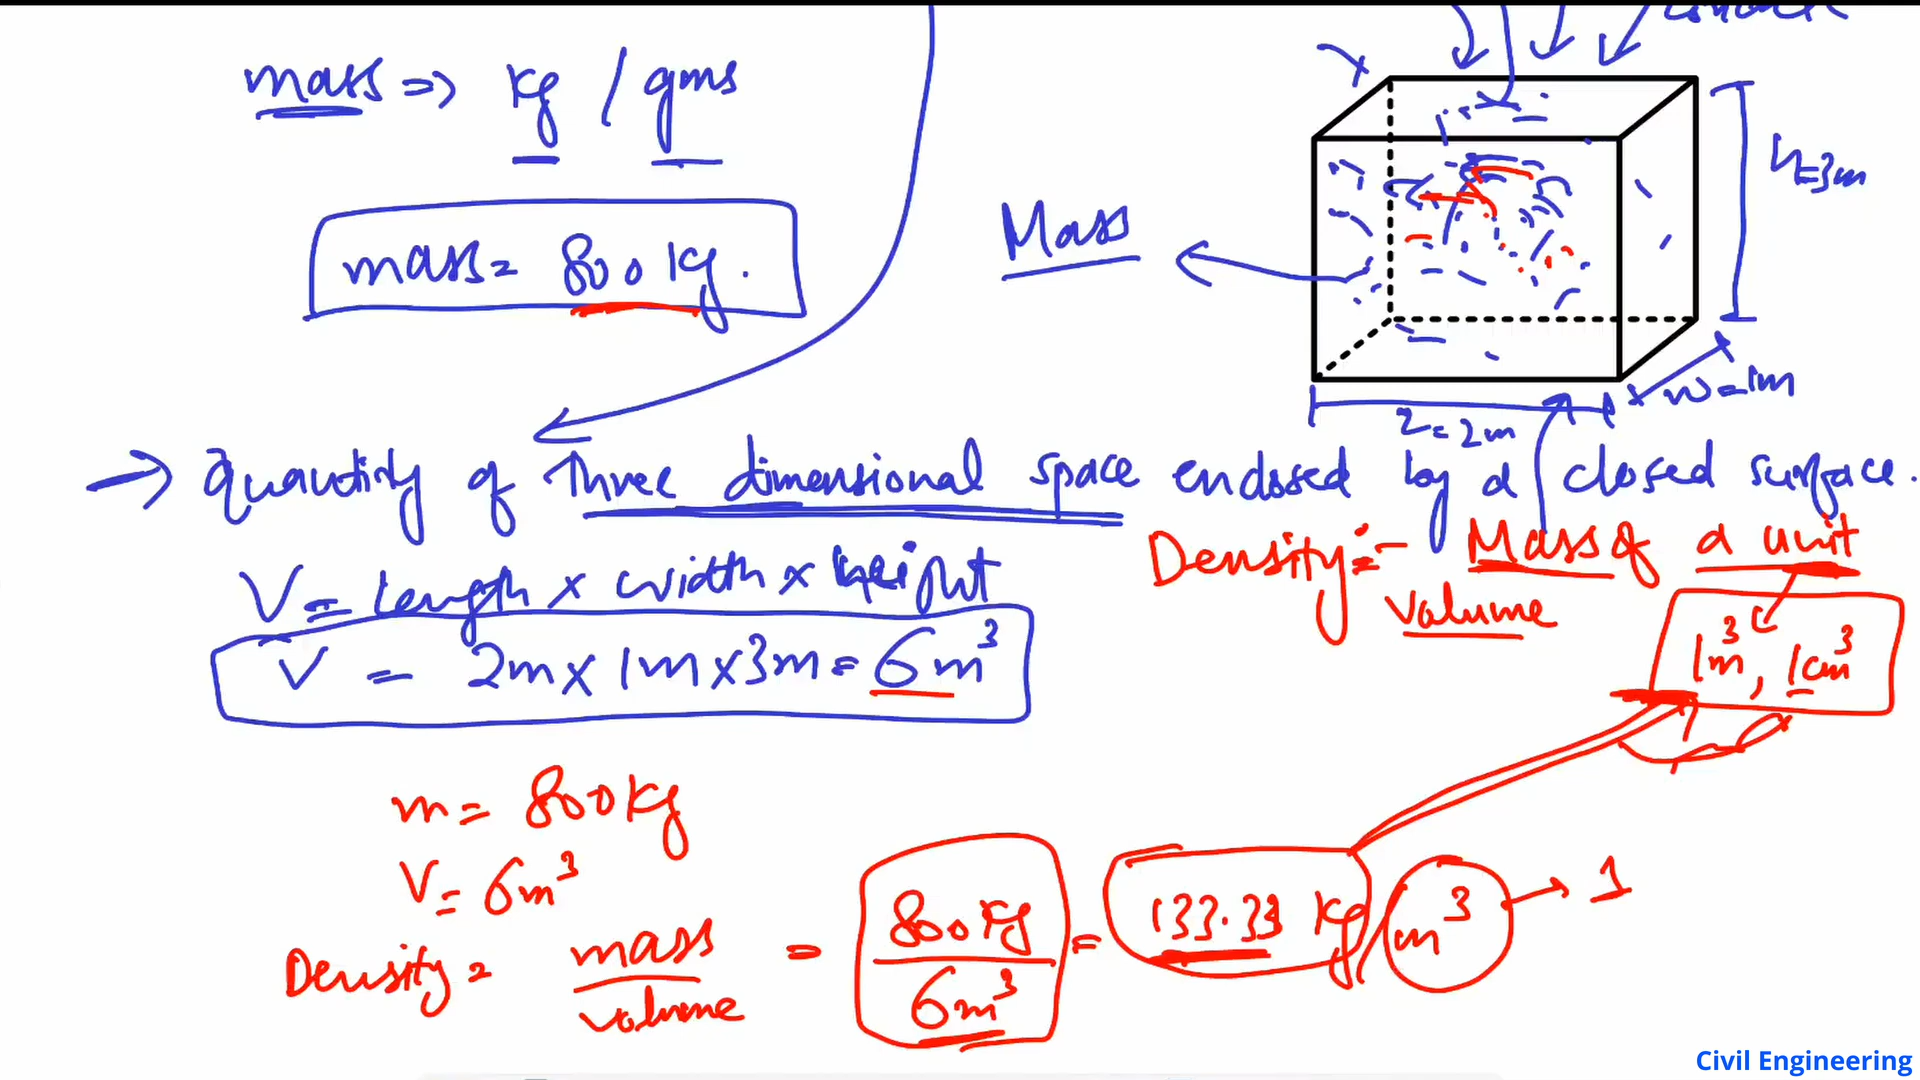 mass => kg / gms
mass = 800 kg.
Mass
h=3m
w=1m
L=2m
→ quantity of three dimensional space enclosed by a closed surface.
V = length × width × height
V = 2m × 1m × 3m = 6m³
Density:- Mass of a unit
volume
1m³, 1cm³
m = 800kg
V = 6m³
Density = mass/volume = 800kg/6m³ = 133.33 kg/m³ → 1
Civil Engineering